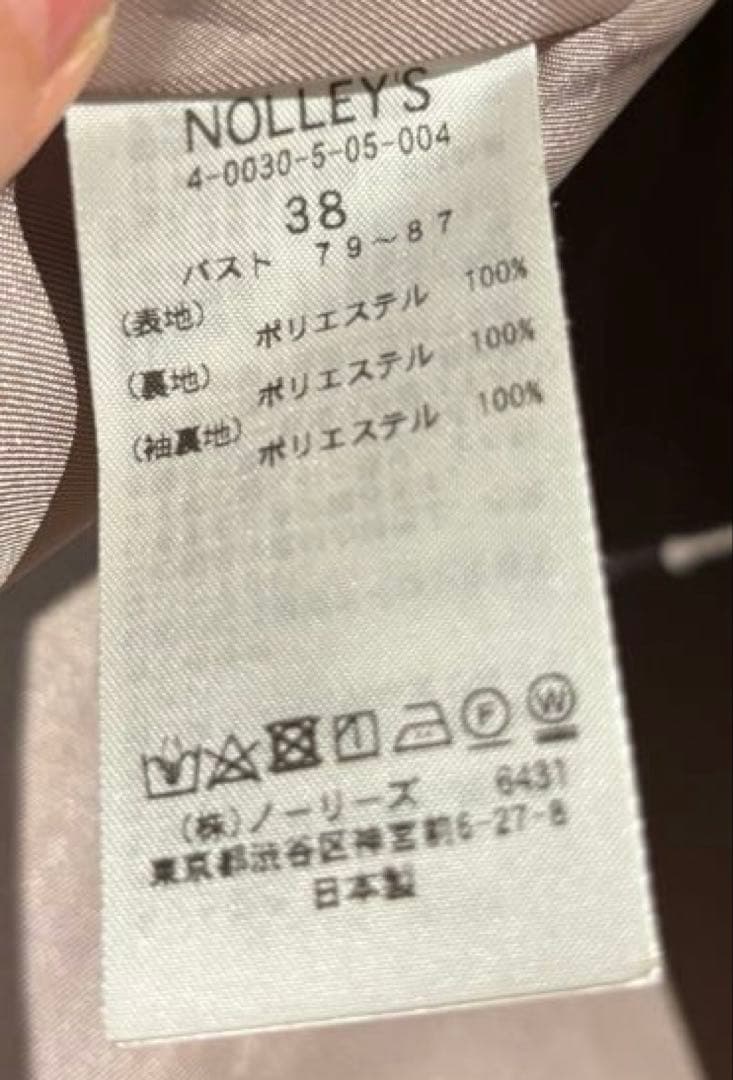 NOLLEY'S
4-0030-5-05-004
38
バスト 79~87
(表地) ポリエステル 100%
(裏地) ポリエステル 100%
(袖裏地) ポリエステル 100%
F W
(株)ノーリーズ 6431
東京都渋谷区神宮前6-27-8
日本製